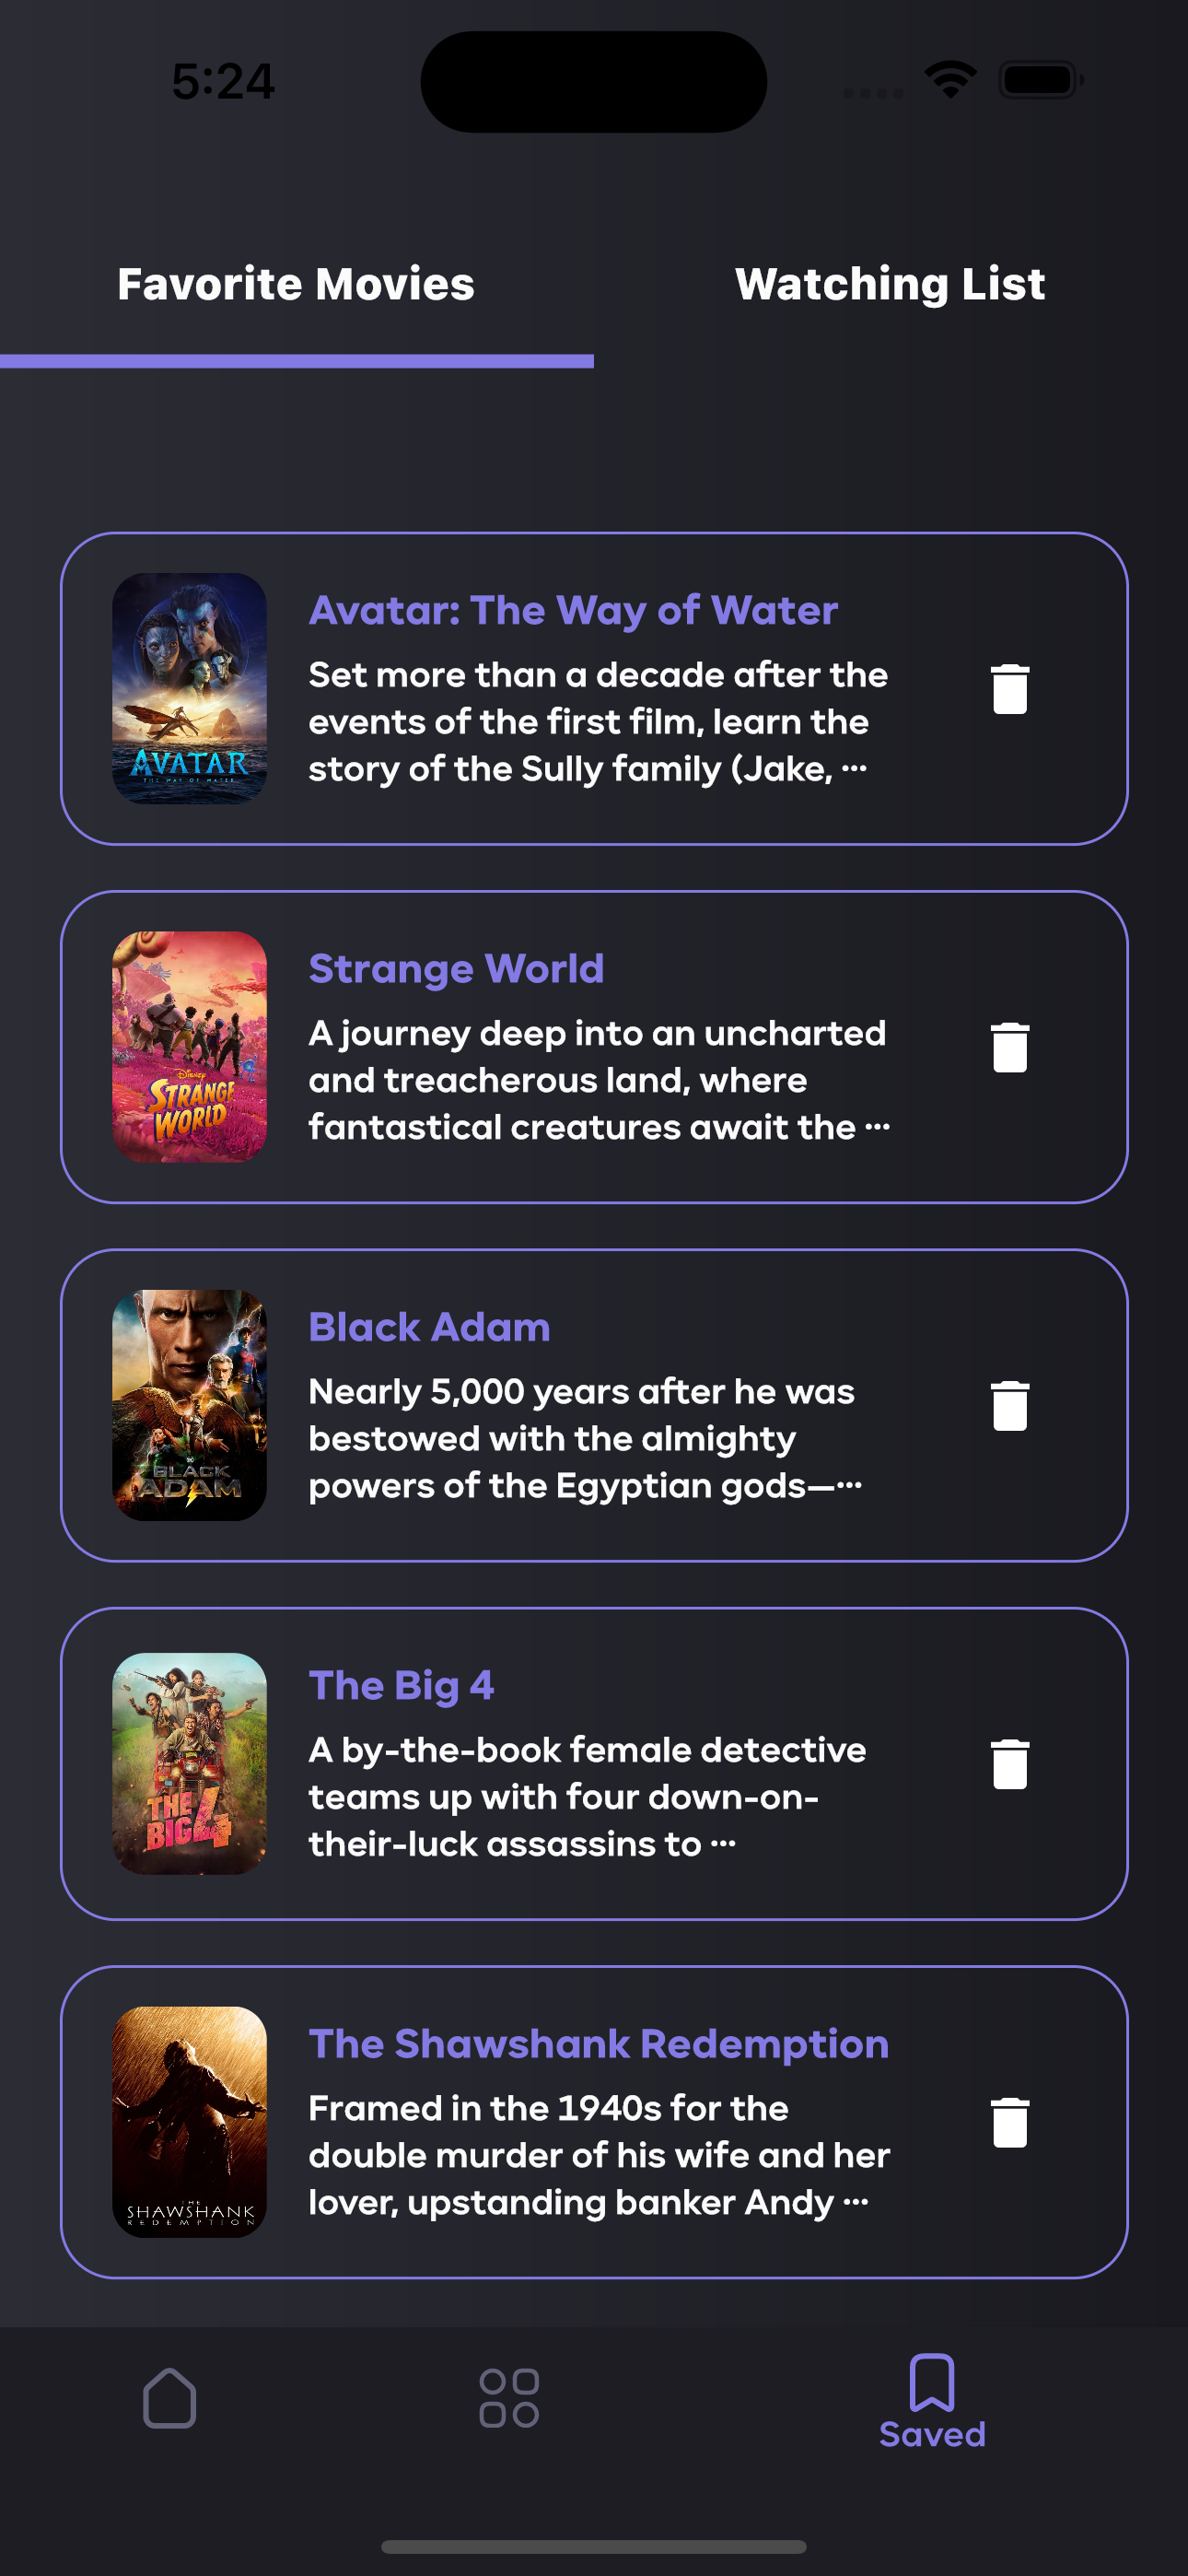 5:24
Favorite Movies
Watching List
Avatar: The Way of Water
Set more than a decade after the
events of the first film, learn the
story of the Sully family (Jake, ...
AVATAR
THE WAY OF WATER
Strange World
A journey deep into an uncharted
and treacherous land, where
fantastical creatures await the ...
Disney
STRANGE
WORLD
Black Adam
Nearly 5,000 years after he was
bestowed with the almighty
powers of the Egyptian gods—...
BLACK
ADAM
The Big 4
A by-the-book female detective
teams up with four down-on-
their-luck assassins to ...
THE
BIG 4
The Shawshank Redemption
Framed in the 1940s for the
double murder of his wife and her
lover, upstanding banker Andy ...
THE
SHAWSHANK
REDEMPTION
Saved